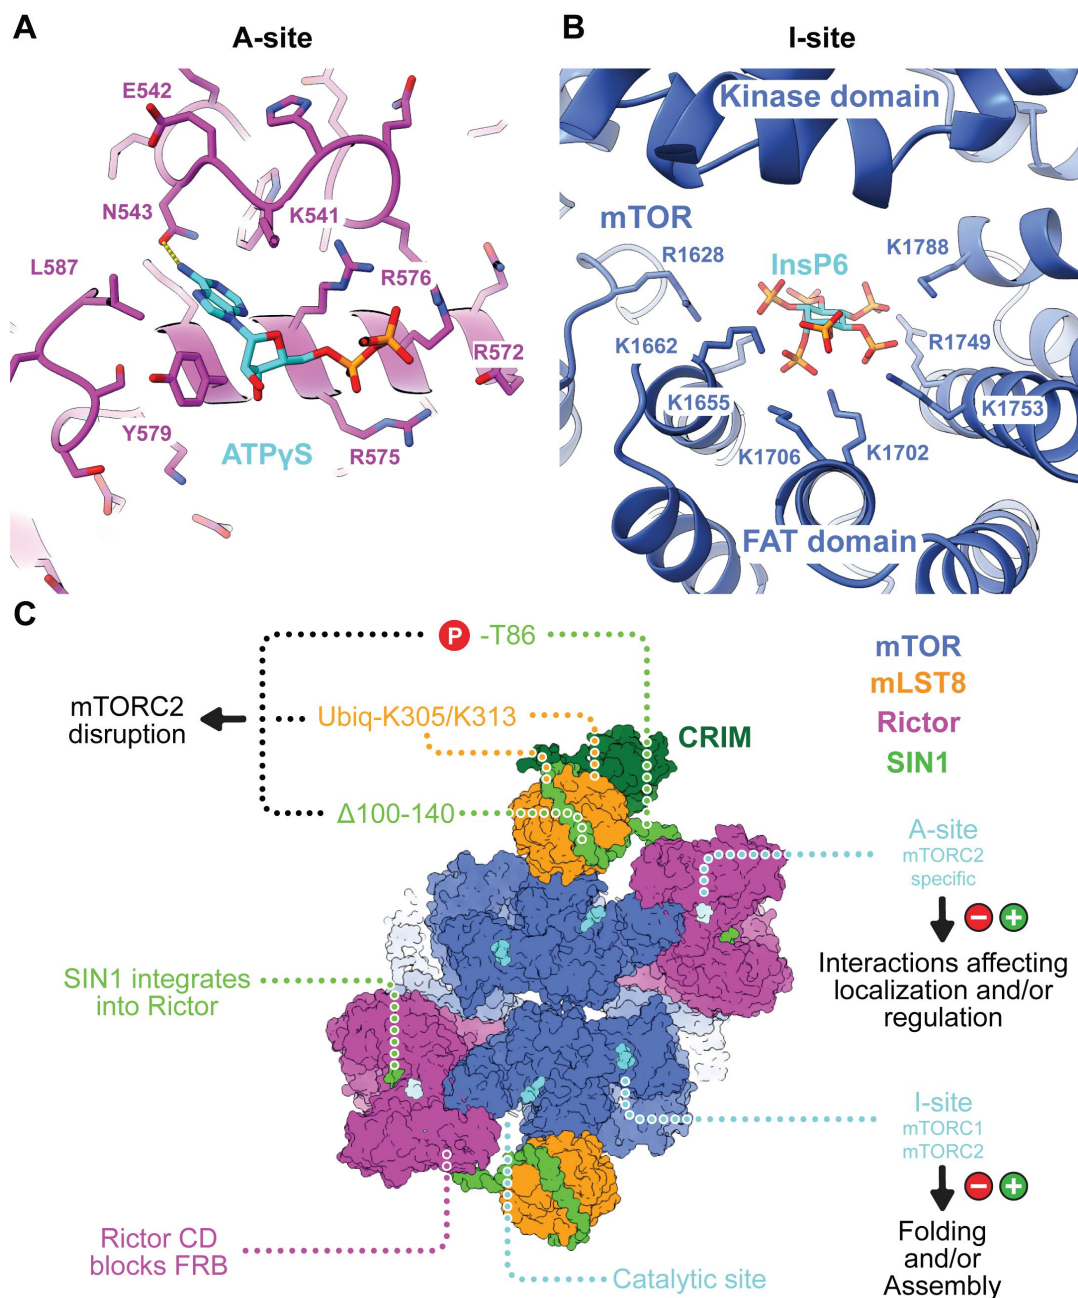 A
A-site
E542
N543
K541
L587
R576
R572
Y579
ATPγS
R575
B
I-site
Kinase domain
mTOR
R1628
K1788
InsP6
K1662
R1749
K1655
K1753
K1706
K1702
FAT domain
C
P -T86
mTOR
mLST8
Rictor
SIN1
mTORC2
disruption
Ubiq-K305/K313
CRIM
Δ100-140
A-site
mTORC2
specific
− +
Interactions affecting
localization and/or
regulation
SIN1 integrates
into Rictor
I-site
mTORC1
mTORC2
− +
Folding
and/or
Assembly
Rictor CD
blocks FRB
Catalytic site